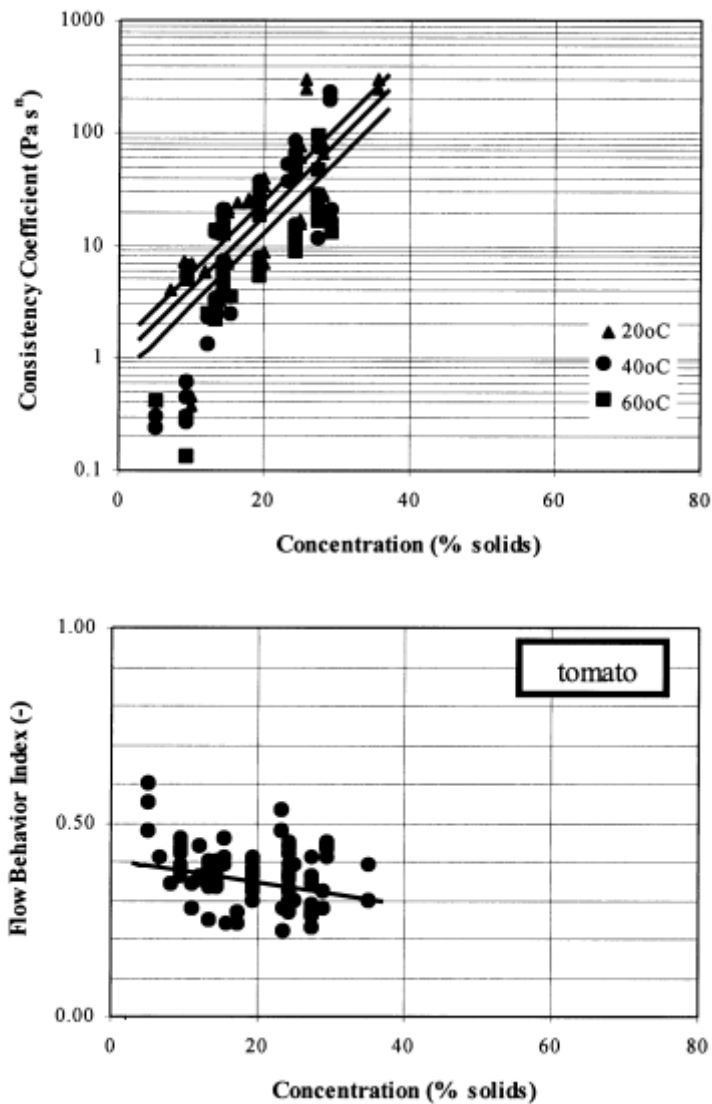 1000
100
10
1
0.1
Consistency Coefficient (Pa sⁿ)
20oC
40oC
60oC
0 20 40 60 80
Concentration (% solids)
1.00
tomato
0.50
0.00
Flow Behavior Index (-)
0 20 40 60 80
Concentration (% solids)